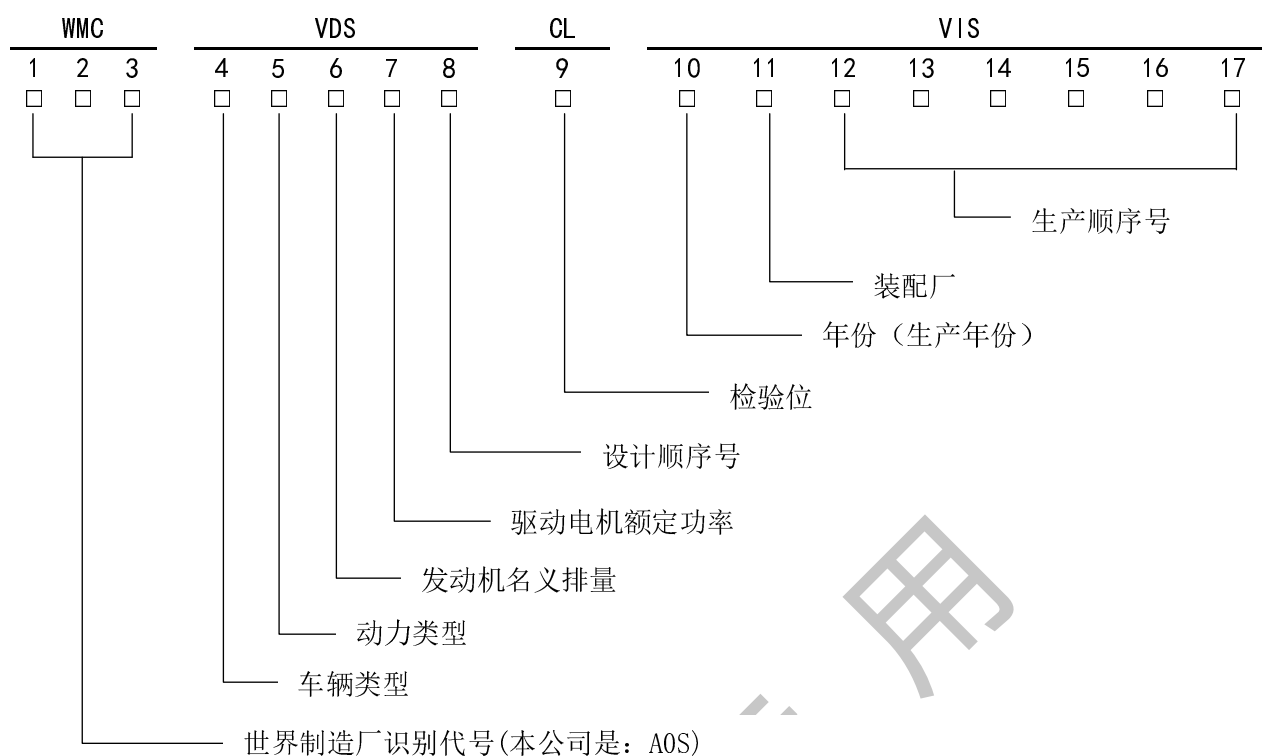 WMC VDS CL VIS
1 2 3 4 5 6 7 8 9 10 11 12 13 14 15 16 17
生产顺序号
装配厂
年份（生产年份）
检验位
设计顺序号
驱动电机额定功率
发动机名义排量
动力类型
车辆类型
世界制造厂识别代号(本公司是：A0S)
用